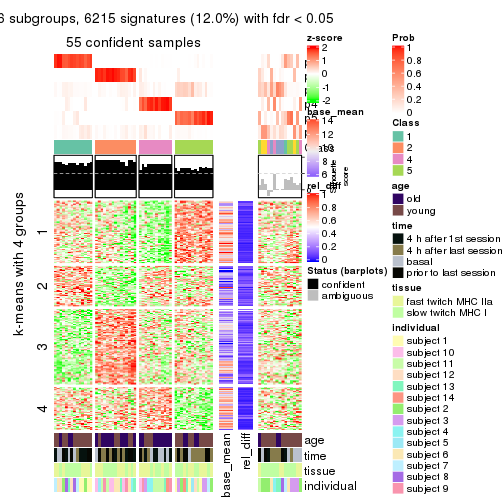 6 subgroups, 6215 signatures (12.0%) with fdr < 0.05
55 confident samples
k-means with 4 groups
1
2
3
4
base_mean
rel_diff
age
time
tissue
individual
z-score
2
1
0
-1
-2
base_mean
14
12
10
8
6
rel_diff
1
0.8
0.6
0.4
0.2
0
Status (barplots)
confident
ambiguous
score
Prob
1
0.8
0.6
0.4
0.2
0
Class
1
2
4
5
age
old
young
time
4 h after 1st session
4 h after last session
basal
prior to last session
tissue
fast twitch MHC IIa
slow twitch MHC I
individual
subject 1
subject 10
subject 11
subject 12
subject 13
subject 14
subject 2
subject 3
subject 4
subject 5
subject 6
subject 7
subject 8
subject 9